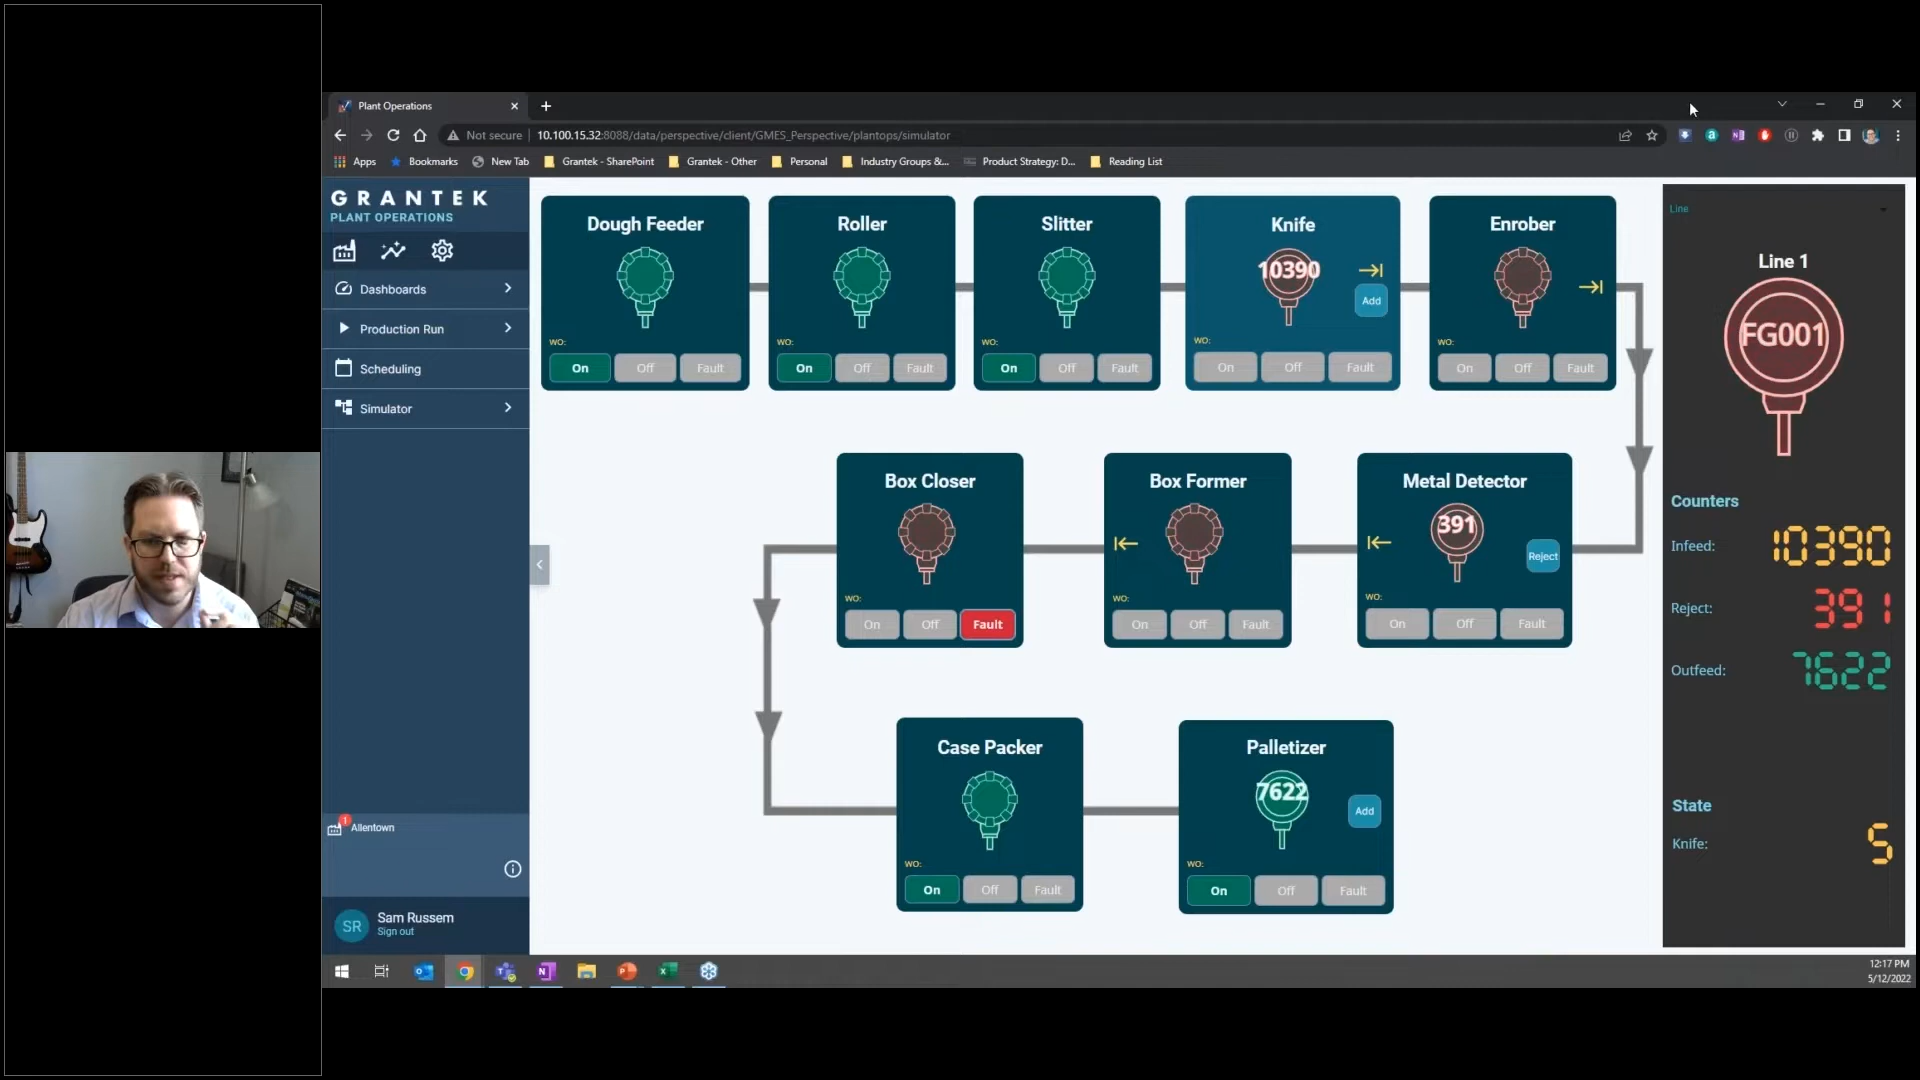 Plant Operations
Not secure 10.100.15.32:8088/data/perspective/client/GMES_Perspective/plantops/simulator
Apps Bookmarks New Tab Grantek - SharePoint Grantek - Other Personal Industry Groups &... Product Strategy: D... Reading List
GRANTEK
PLANT OPERATIONS
Dashboards
Production Run
Scheduling
Simulator
1
Allentown
SR
Sam Russem
Sign out
Dough Feeder
WO:
On Off Fault
Roller
WO:
On Off Fault
Slitter
WO:
On Off Fault
Knife
10390
Add
WO:
On Off Fault
Enrober
WO:
On Off Fault
Box Closer
WO:
On Off Fault
Box Former
WO:
On Off Fault
Metal Detector
391
Reject
WO:
On Off Fault
Case Packer
WO:
On Off Fault
Palletizer
7622
Add
WO:
On Off Fault
Line
Line 1
FG001
Counters
Infeed: 10390
Reject: 391
Outfeed: 7622
State
Knife: 5
12:17 PM
5/12/2022